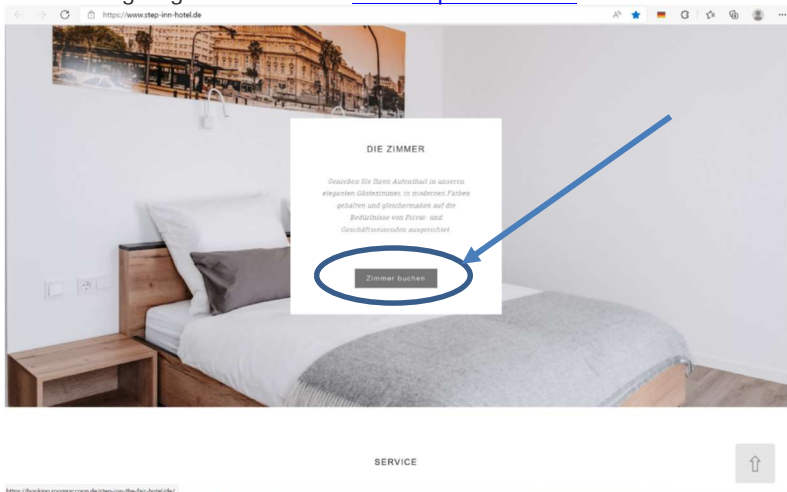 https://www.step-inn-hotel.de
DIE ZIMMER
Genießen Sie Ihren Aufenthalt in unseren
eleganten Gästezimmer, in modernen Farben
gehalten und gleichermaßen auf die
Bedürfnisse von Privat- und
Geschäftsreisenden ausgerichtet.
Zimmer buchen
SERVICE
https://booking.roomraccoon.de/step-inn-the-fair-hotel/de/